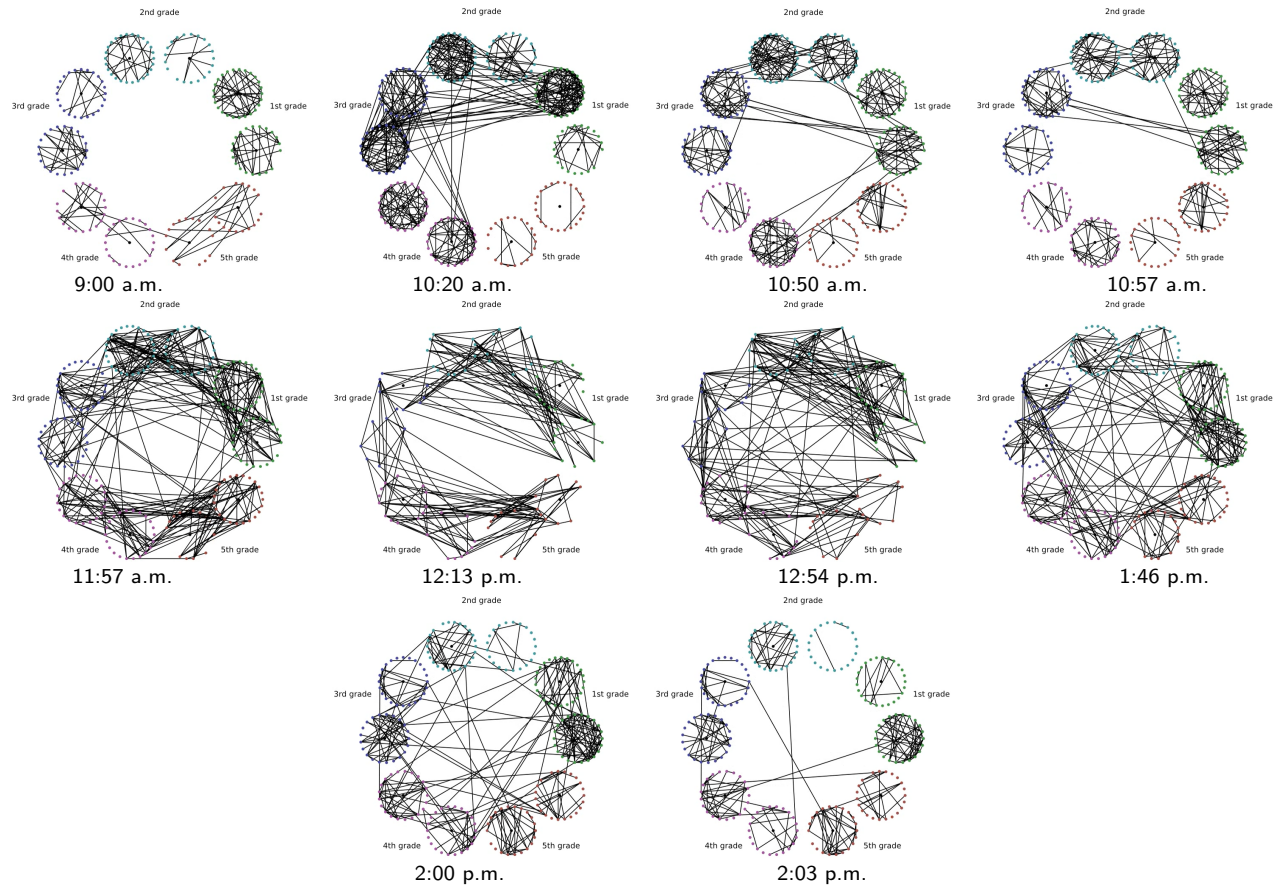 2nd grade
3rd grade
1st grade
4th grade
5th grade
9:00 a.m.
2nd grade
3rd grade
1st grade
4th grade
5th grade
10:20 a.m.
2nd grade
3rd grade
1st grade
4th grade
5th grade
10:50 a.m.
2nd grade
3rd grade
1st grade
4th grade
5th grade
10:57 a.m.
2nd grade
3rd grade
1st grade
4th grade
5th grade
11:57 a.m.
2nd grade
3rd grade
1st grade
4th grade
5th grade
12:13 p.m.
2nd grade
3rd grade
1st grade
4th grade
5th grade
12:54 p.m.
2nd grade
3rd grade
1st grade
4th grade
5th grade
1:46 p.m.
2nd grade
3rd grade
1st grade
4th grade
5th grade
2:00 p.m.
2nd grade
3rd grade
1st grade
4th grade
5th grade
2:03 p.m.